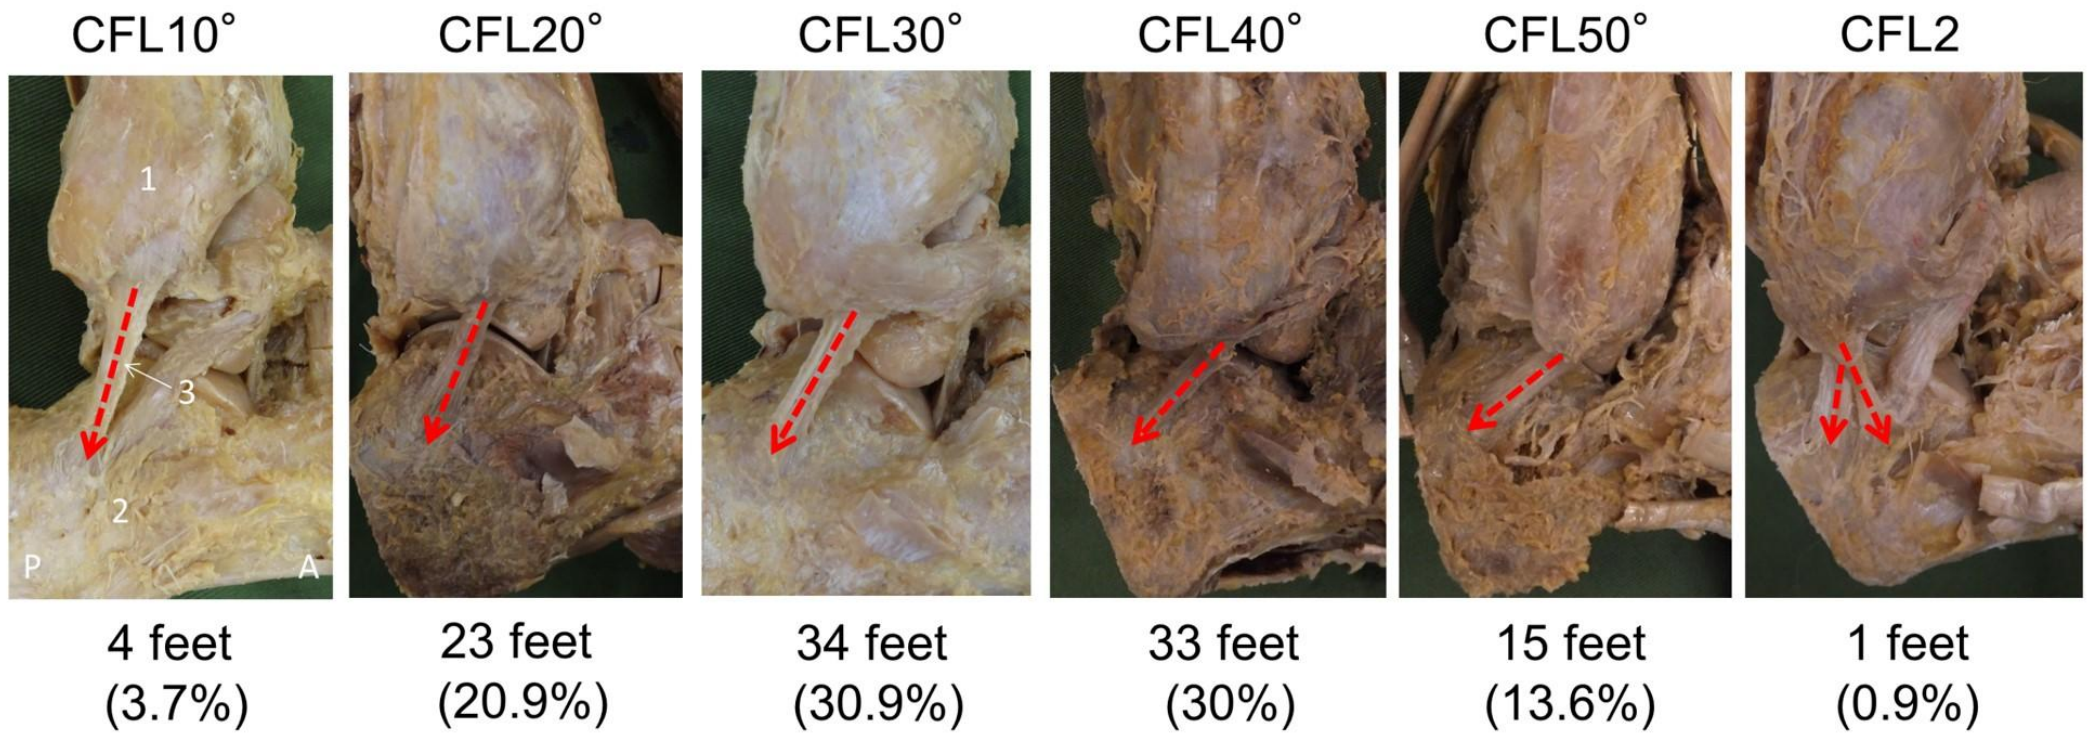 CFL10° CFL20° CFL30° CFL40° CFL50° CFL2
1
3
2
P A
4 feet 23 feet 34 feet 33 feet 15 feet 1 feet
(3.7%) (20.9%) (30.9%) (30%) (13.6%) (0.9%)